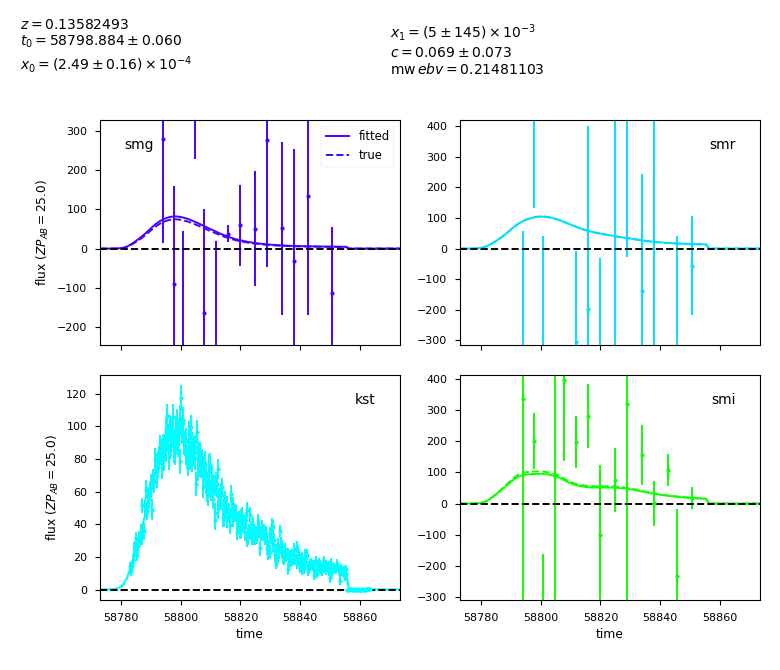 z = 0.13582493
t₀ = 58798.884 ± 0.060
x₀ = (2.49 ± 0.16) × 10⁻⁴
x₁ = (5 ± 145) × 10⁻³
c = 0.069 ± 0.073
mw ebv = 0.21481103
smg
fitted
true
300
200
100
0
−100
−200
flux (ZP_AB = 25.0)
smr
400
300
200
100
0
−100
−200
−300
kst
120
100
80
60
40
20
0
flux (ZP_AB = 25.0)
58780 58800 58820 58840 58860
time
smi
400
300
200
100
0
−100
−200
−300
58780 58800 58820 58840 58860
time